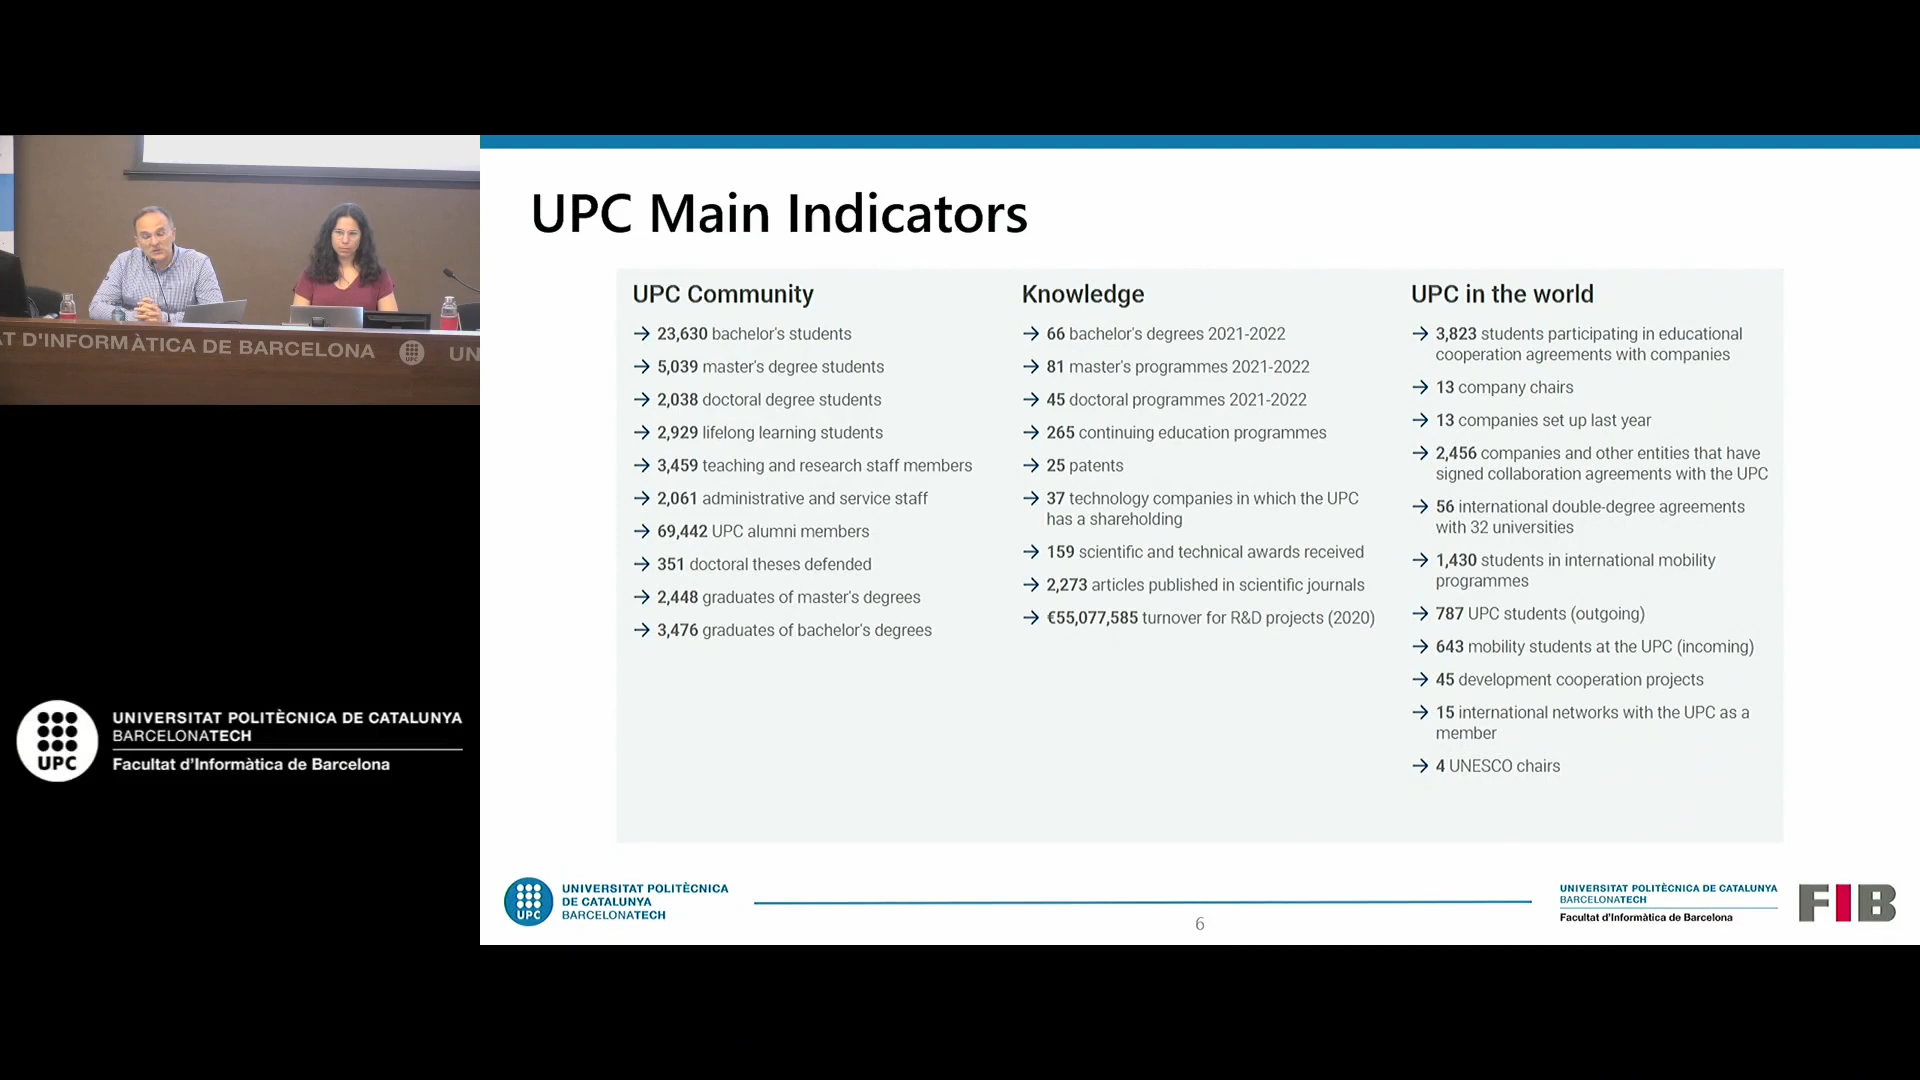 AT D'INFORMÀTICA DE BARCELONA
UN
UPC
UNIVERSITAT POLITÈCNICA DE CATALUNYA
BARCELONATECH
Facultat d'Informàtica de Barcelona
UPC Main Indicators
UPC Community
→ 23,630 bachelor's students
→ 5,039 master's degree students
→ 2,038 doctoral degree students
→ 2,929 lifelong learning students
→ 3,459 teaching and research staff members
→ 2,061 administrative and service staff
→ 69,442 UPC alumni members
→ 351 doctoral theses defended
→ 2,448 graduates of master's degrees
→ 3,476 graduates of bachelor's degrees
Knowledge
→ 66 bachelor's degrees 2021-2022
→ 81 master's programmes 2021-2022
→ 45 doctoral programmes 2021-2022
→ 265 continuing education programmes
→ 25 patents
→ 37 technology companies in which the UPC
has a shareholding
→ 159 scientific and technical awards received
→ 2,273 articles published in scientific journals
→ €55,077,585 turnover for R&D projects (2020)
UPC in the world
→ 3,823 students participating in educational
cooperation agreements with companies
→ 13 company chairs
→ 13 companies set up last year
→ 2,456 companies and other entities that have
signed collaboration agreements with the UPC
→ 56 international double-degree agreements
with 32 universities
→ 1,430 students in international mobility
programmes
→ 787 UPC students (outgoing)
→ 643 mobility students at the UPC (incoming)
→ 45 development cooperation projects
→ 15 international networks with the UPC as a
member
→ 4 UNESCO chairs
UPC
UNIVERSITAT POLITÈCNICA
DE CATALUNYA
BARCELONATECH
6
UNIVERSITAT POLITÈCNICA DE CATALUNYA
BARCELONATECH
Facultat d'Informàtica de Barcelona
FIB